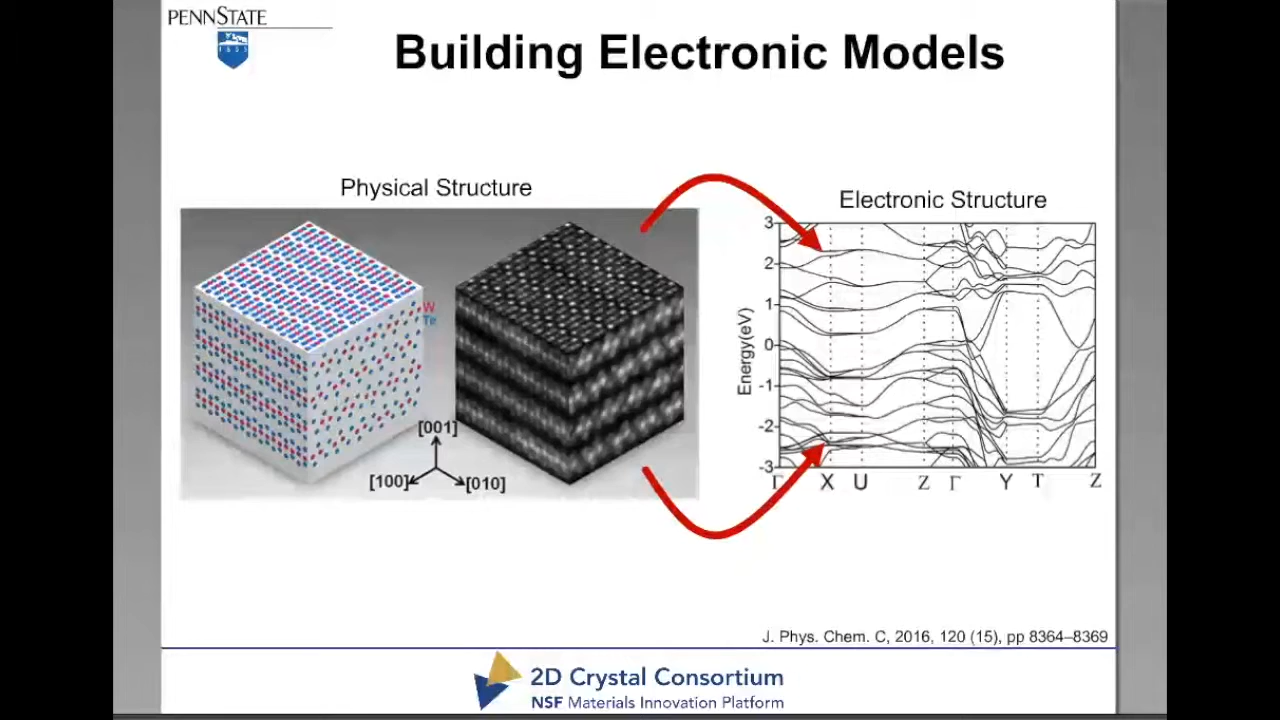 PENNSTATE
1855
Building Electronic Models
Physical Structure
Electronic Structure
W
Te
[001]
[100]
[010]
Energy(eV)
3
2
1
0
-1
-2
-3
Γ X U Z Γ Y T Z
J. Phys. Chem. C, 2016, 120 (15), pp 8364–8369
2D Crystal Consortium
NSF Materials Innovation Platform